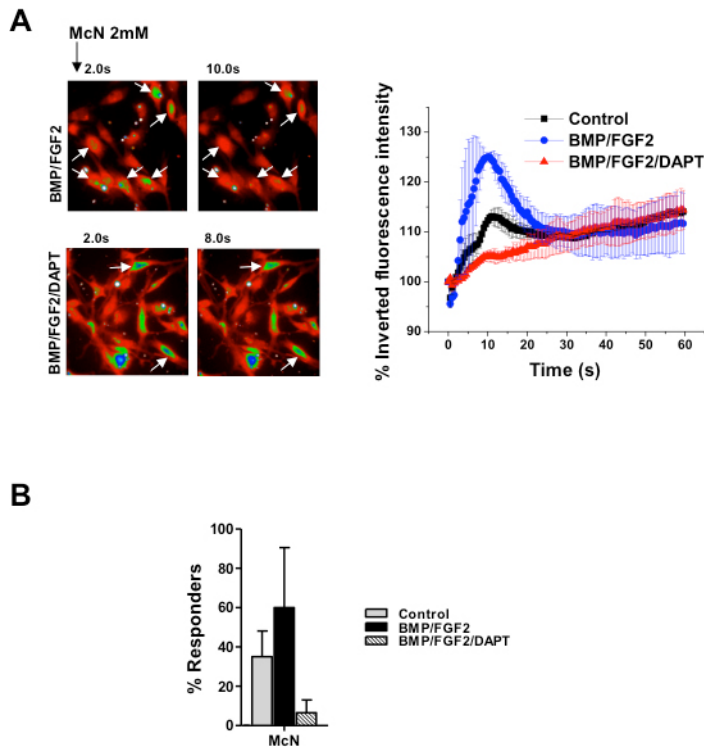 A
McN 2mM
2.0s
10.0s
BMP/FGF2
2.0s
8.0s
BMP/FGF2/DAPT
% Inverted fluorescence intensity
120
110
100
90
0
10
20
30
40
50
60
Time (s)
Control
BMP/FGF2
BMP/FGF2/DAPT
B
% Responders
100
80
60
40
20
0
McN
Control
BMP/FGF2
BMP/FGF2/DAPT